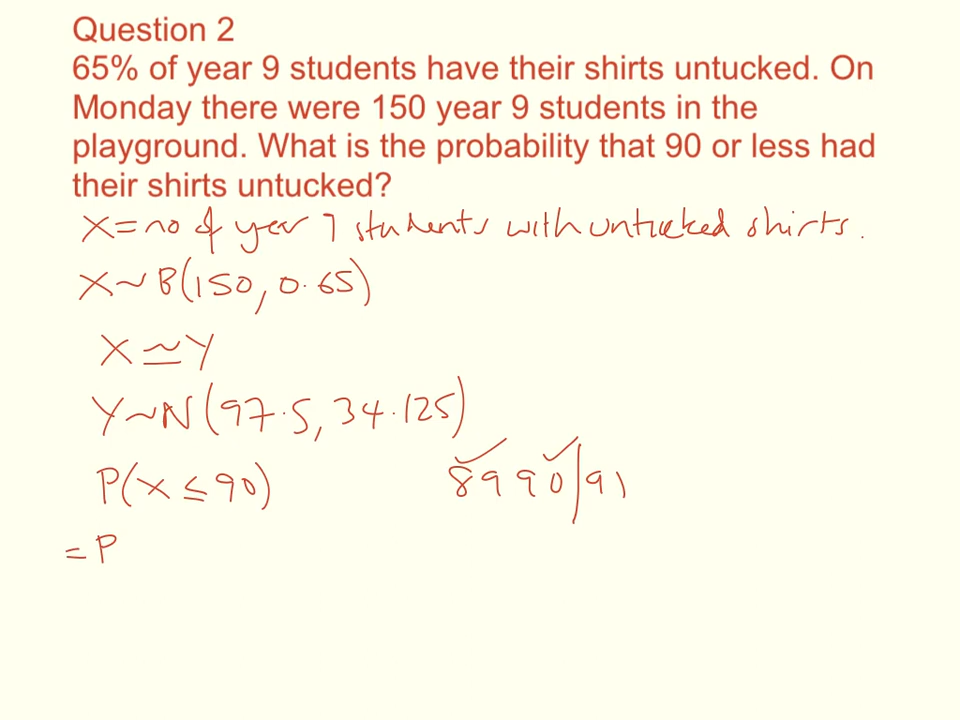 Question 2
65% of year 9 students have their shirts untucked. On
Monday there were 150 year 9 students in the
playground. What is the probability that 90 or less had
their shirts untucked?
X = no of year 7 students with untucked shirts.
X ~ B(150, 0.65)
X ≃ Y
Y ~ N(97.5, 34.125)
P(X ≤ 90) 89 90 | 91
= P